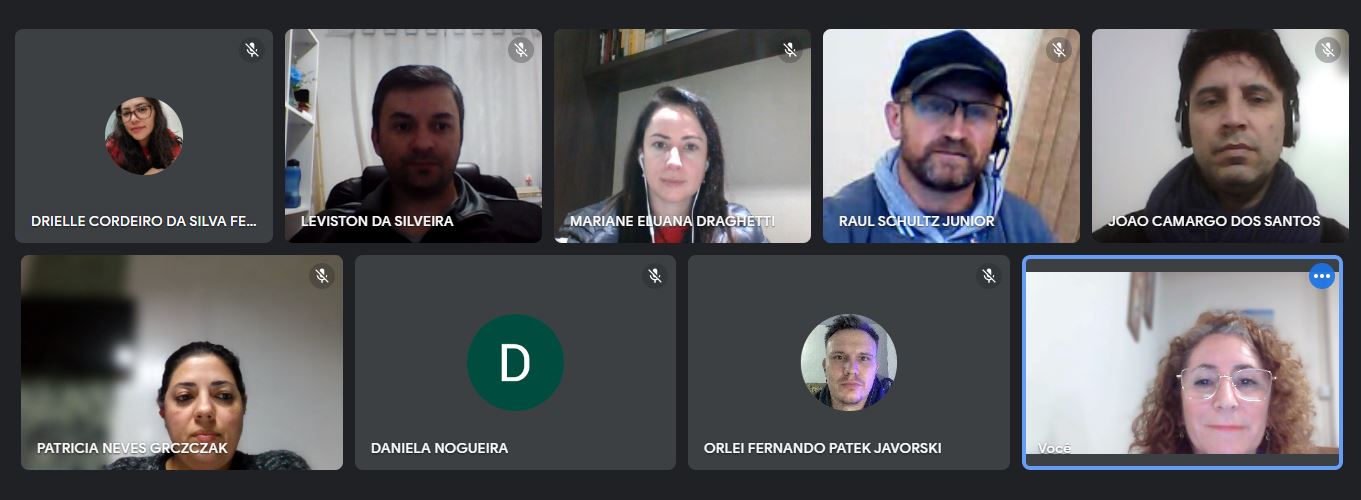 DRIELLE CORDEIRO DA SILVA FE...
LEVISTON DA SILVEIRA
MARIANE ELUANA DRAGHETTI
RAUL SCHULTZ JUNIOR
JOAO CAMARGO DOS SANTOS
PATRICIA NEVES GRCZCZAK
D
DANIELA NOGUEIRA
ORLEI FERNANDO PATEK JAVORSKI
Você